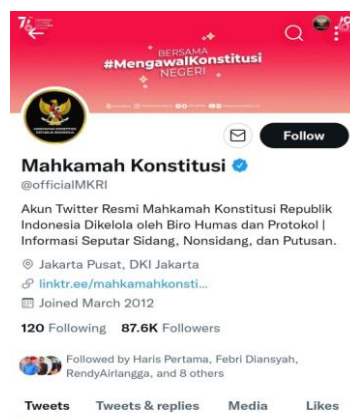 BERSAMA
#MengawalKonstitusi
NEGERI
Follow
Mahkamah Konstitusi
@officialMKRI
Akun Twitter Resmi Mahkamah Konstitusi Republik
Indonesia Dikelola oleh Biro Humas dan Protokol |
Informasi Seputar Sidang, Nonsidang, dan Putusan.
Jakarta Pusat, DKI Jakarta
linktr.ee/mahkamahkonsti...
Joined March 2012
120 Following 87.6K Followers
Followed by Haris Pertama, Febri Diansyah,
RendyAirlangga, and 8 others
Tweets Tweets & replies Media Likes